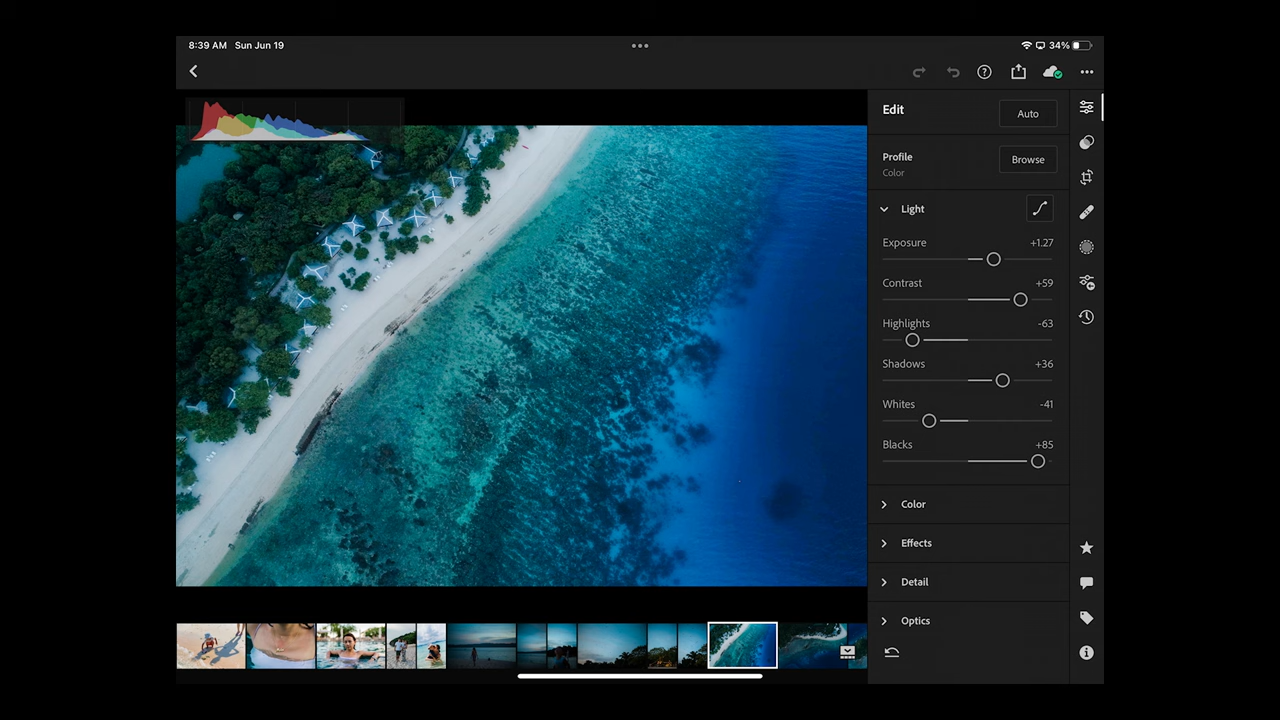 8:39 AM Sun Jun 19
34%
Edit
Auto
Profile
Color
Browse
Light
Exposure +1.27
Contrast +59
Highlights -63
Shadows +36
Whites -41
Blacks +85
Color
Effects
Detail
Optics